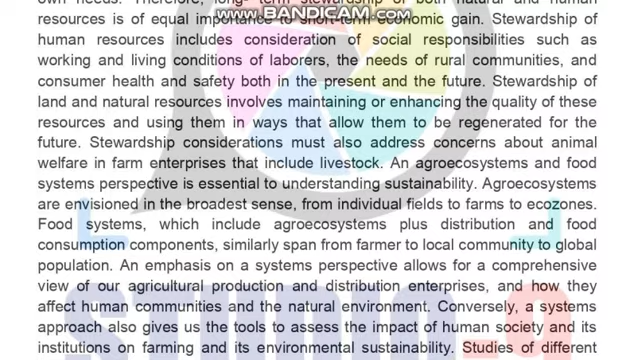 own needs. Therefore, long- term stewardship of both natural and human
resources is of equal importance to short-term economic gain. Stewardship of
www.BANDICAM.COM
human resources includes consideration of social responsibilities such as
working and living conditions of laborers, the needs of rural communities, and
consumer health and safety both in the present and the future. Stewardship of
land and natural resources involves maintaining or enhancing the quality of these
resources and using them in ways that allow them to be regenerated for the
future. Stewardship considerations must also address concerns about animal
welfare in farm enterprises that include livestock. An agroecosystems and food
systems perspective is essential to understanding sustainability. Agroecosystems
are envisioned in the broadest sense, from individual fields to farms to ecozones.
Food systems, which include agroecosystems plus distribution and food
consumption components, similarly span from farmer to local community to global
population. An emphasis on a systems perspective allows for a comprehensive
view of our agricultural production and distribution enterprises, and how they
affect human communities and the natural environment. Conversely, a systems
approach also gives us the tools to assess the impact of human society and its
institutions on farming and its environmental sustainability. Studies of different